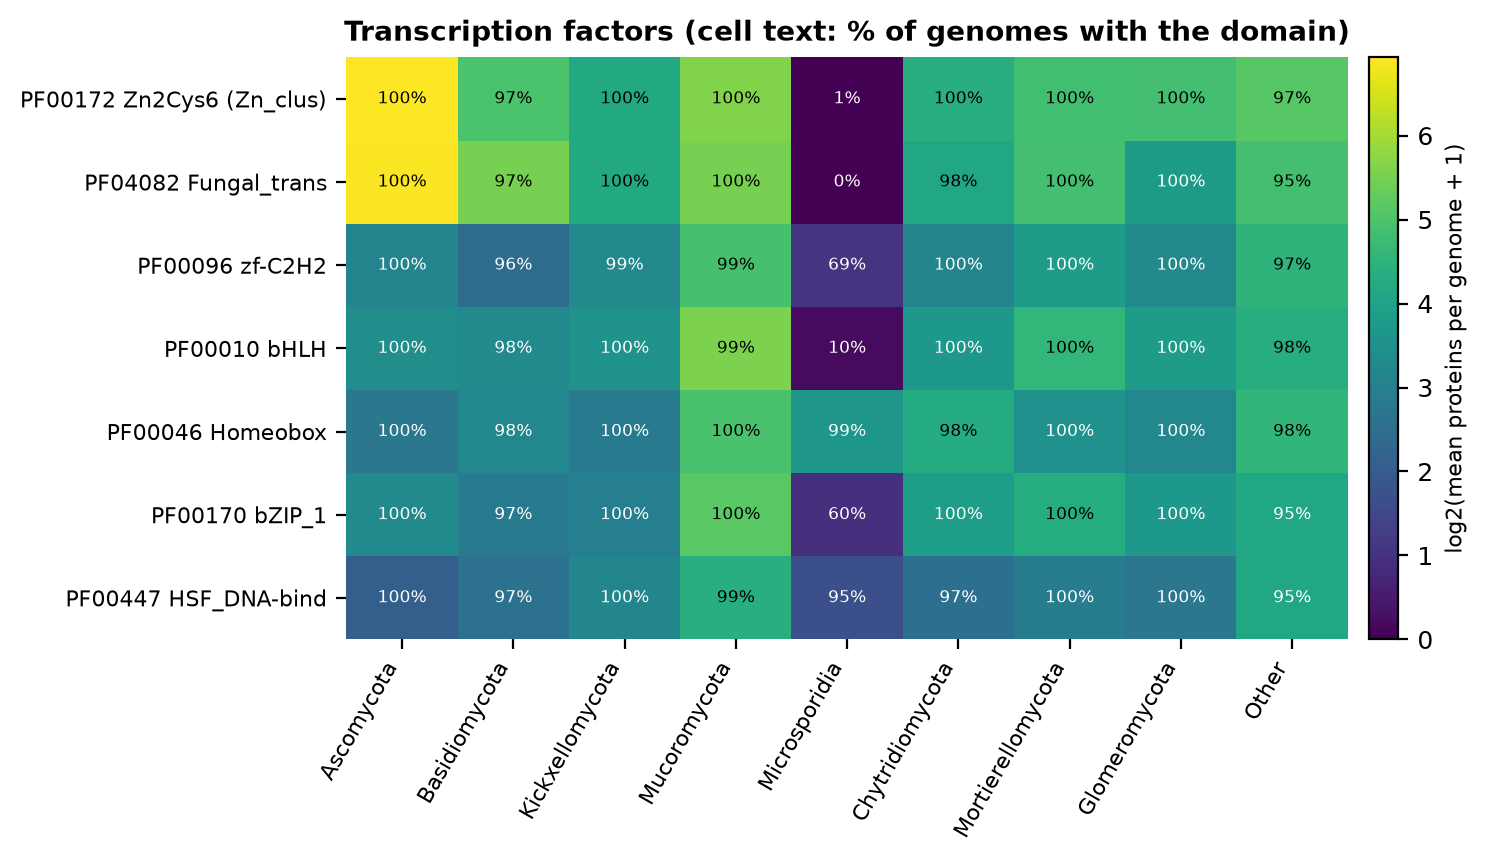 Transcription factors (cell text: % of genomes with the domain)
PF00172 Zn2Cys6 (Zn_clus) 100% 97% 100% 100% 1% 100% 100% 100% 97%
PF04082 Fungal_trans 100% 97% 100% 100% 0% 98% 100% 100% 95%
PF00096 zf-C2H2 100% 96% 99% 99% 69% 100% 100% 100% 97%
PF00010 bHLH 100% 98% 100% 99% 10% 100% 100% 100% 98%
PF00046 Homeobox 100% 98% 100% 100% 99% 98% 100% 100% 98%
PF00170 bZIP_1 100% 97% 100% 100% 60% 100% 100% 100% 95%
PF00447 HSF_DNA-bind 100% 97% 100% 99% 95% 97% 100% 100% 95%
Ascomycota
Basidiomycota
Kickxellomycota
Mucoromycota
Microsporidia
Chytridiomycota
Mortierellomycota
Glomeromycota
Other
6
5
4
3
2
1
0
log2(mean proteins per genome + 1)